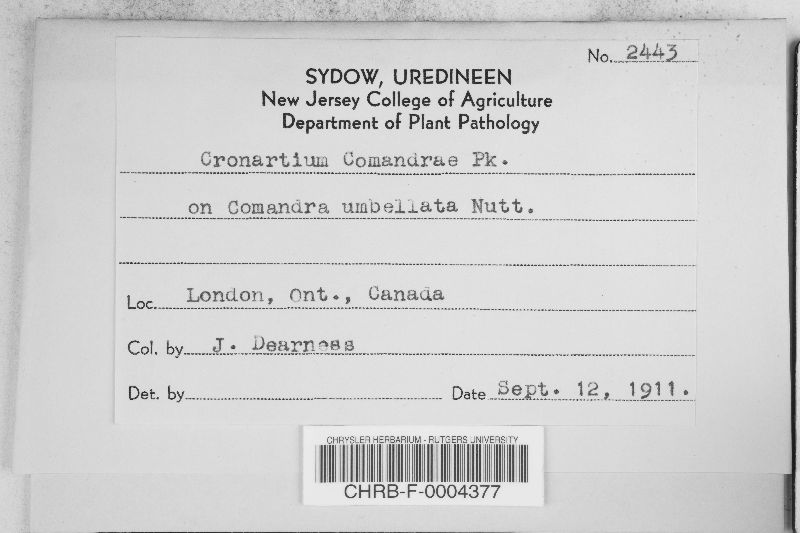 No. 2443
SYDOW, UREDINEEN
New Jersey College of Agriculture
Department of Plant Pathology
Cronartium Comandrae Pk.
on Comandra umbellata Nutt.
Loc. London, Ont., Canada
Col. by J. Dearness
Det. by
Date Sept. 12, 1911.
CHRYSLER HERBARIUM - RUTGERS UNIVERSITY
CHRB-F-0004377